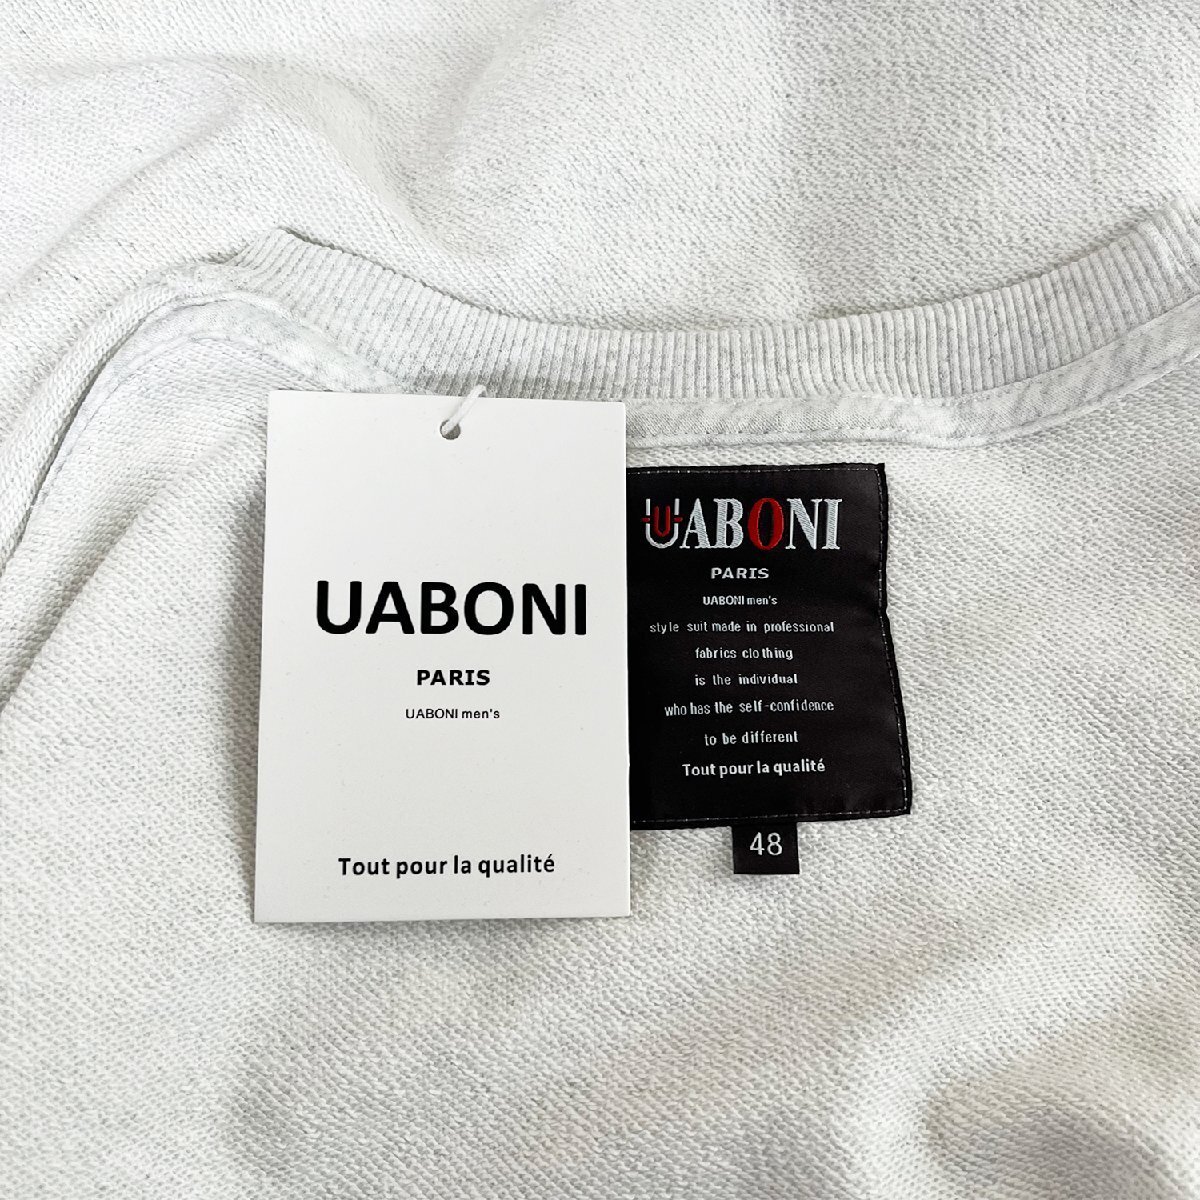 UABONI
PARIS
UABONI men's
Tout pour la qualité
UABONI
PARIS
UABONI men's
style suit made in professional
fabrics clothing
is the individual
who has the self-confidence
to be different
Tout pour la qualité
48